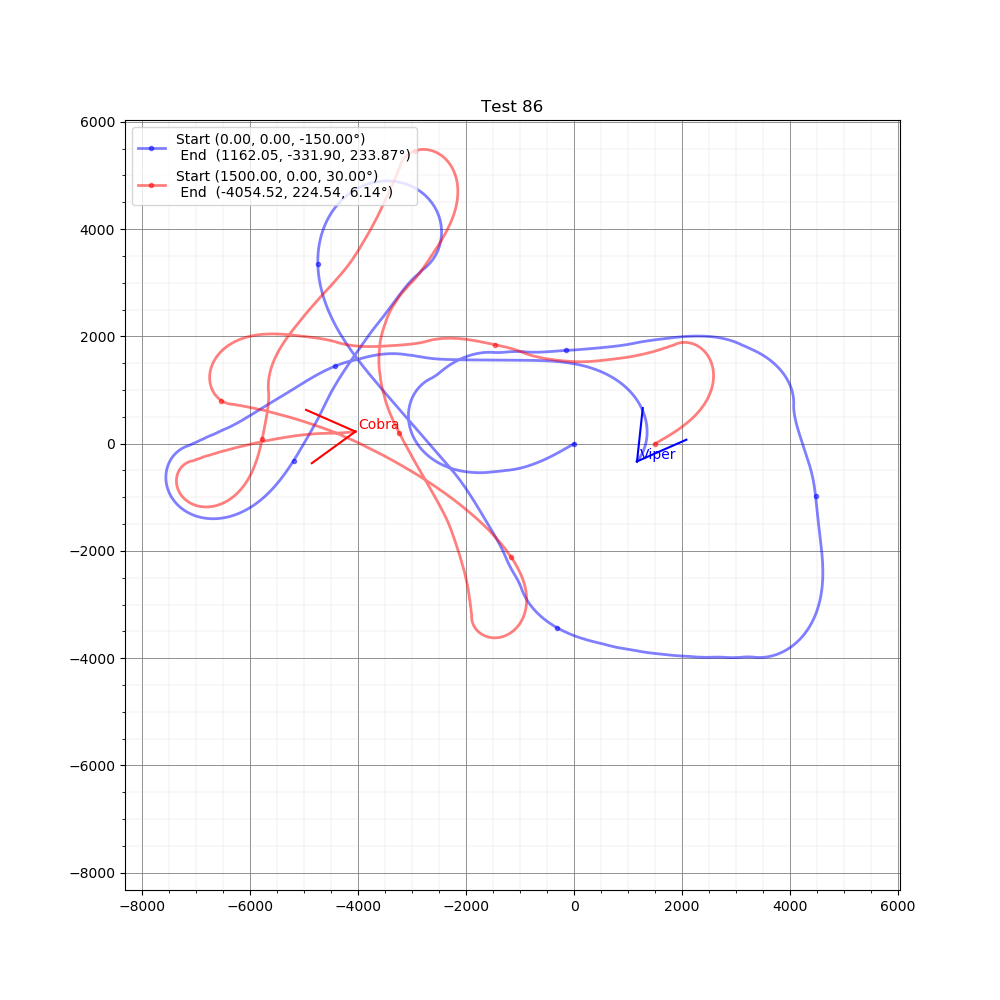 Test 86
Start (0.00, 0.00, -150.00°)
End (1162.05, -331.90, 233.87°)
Start (1500.00, 0.00, 30.00°)
End (-4054.52, 224.54, 6.14°)
6000
4000
2000
0
−2000
−4000
−6000
−8000
Cobra
Viper
−8000 −6000 −4000 −2000 0 2000 4000 6000